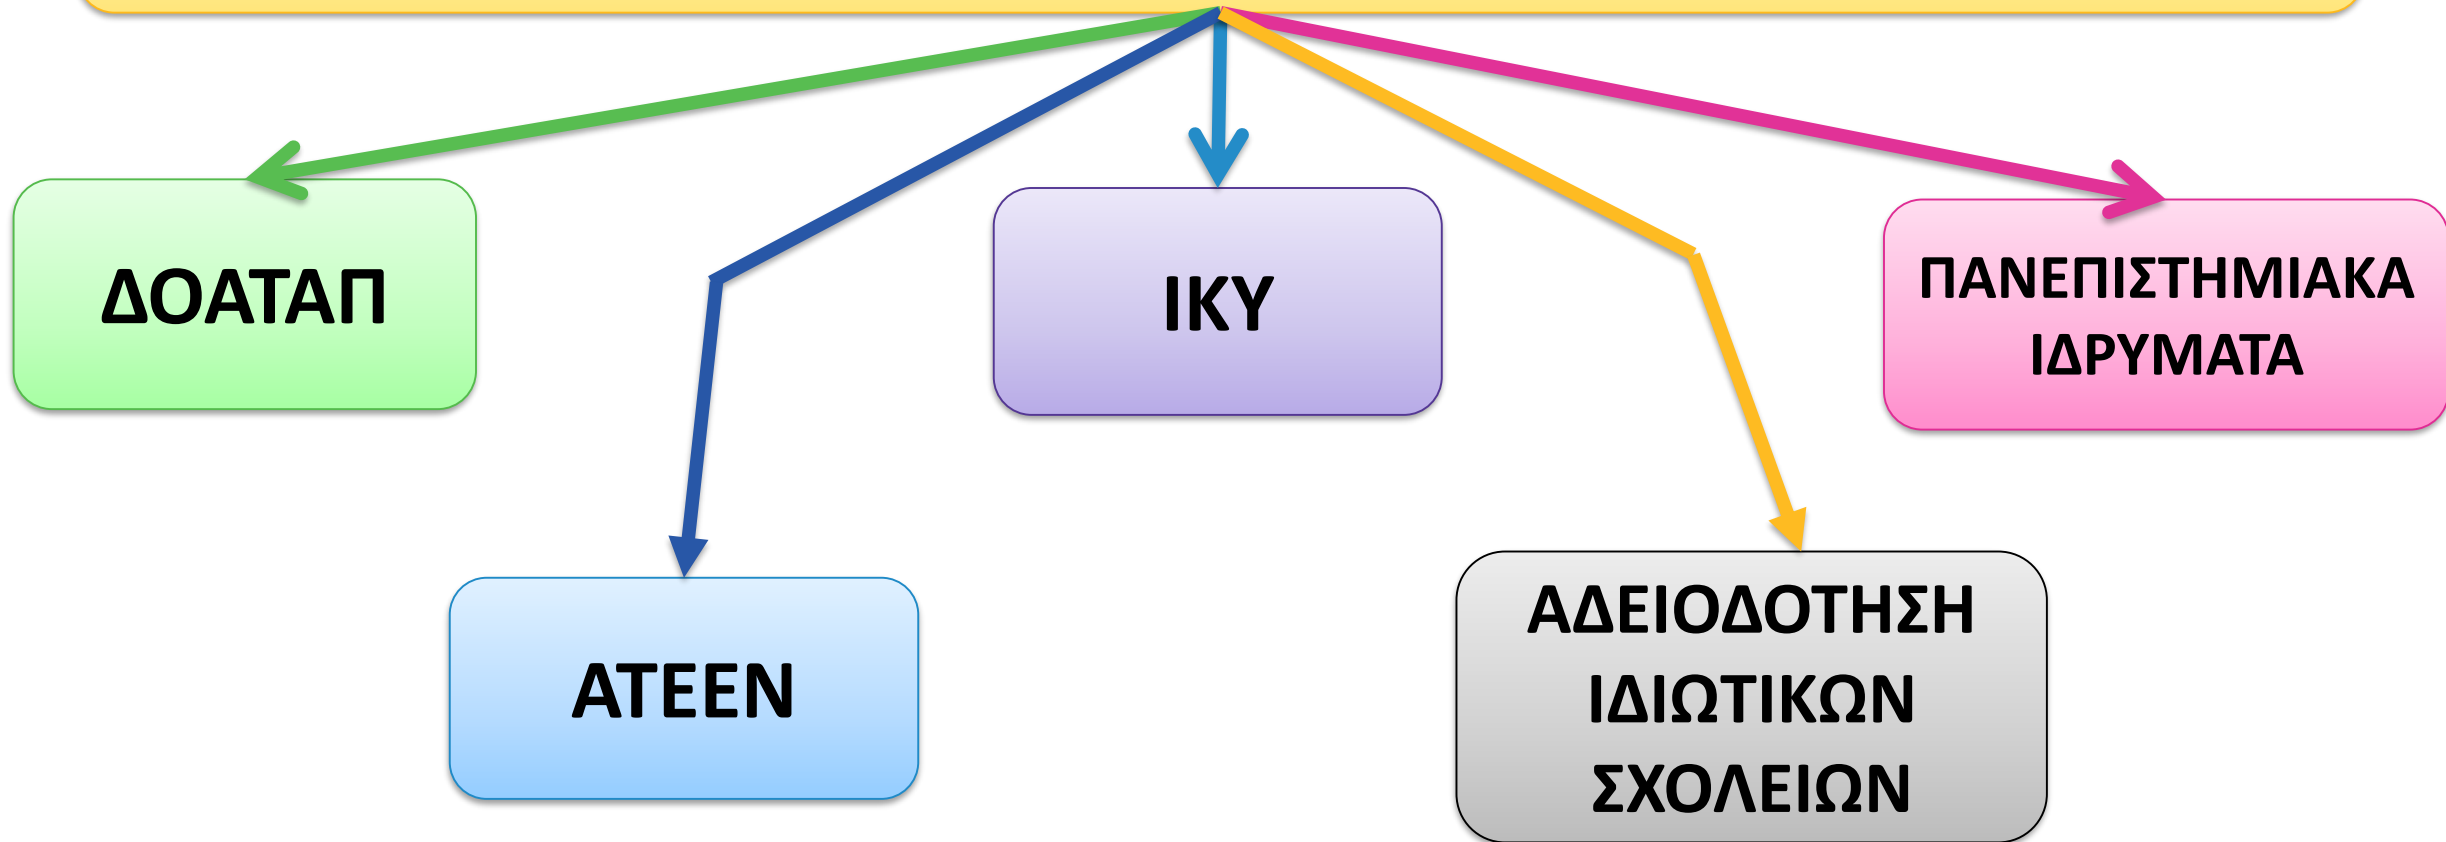 ΔΟΑΤΑΠ
ΙΚΥ
ΠΑΝΕΠΙΣΤΗΜΙΑΚΑ
ΙΔΡΥΜΑΤΑ
ΑΤΕΕΝ
ΑΔΕΙΟΔΟΤΗΣΗ
ΙΔΙΩΤΙΚΩΝ
ΣΧΟΛΕΙΩΝ